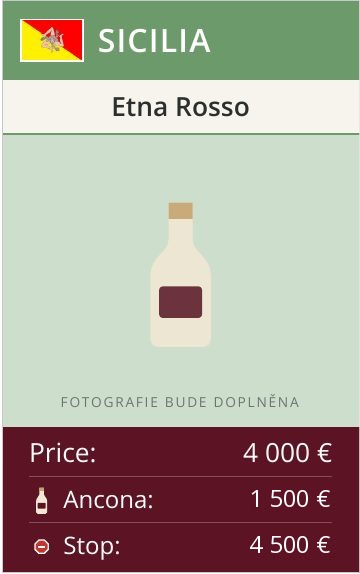 SICILIA
Etna Rosso
FOTOGRAFIE BUDE DOPLNĚNA
Price: 4 000 €
Ancona: 1 500 €
Stop: 4 500 €